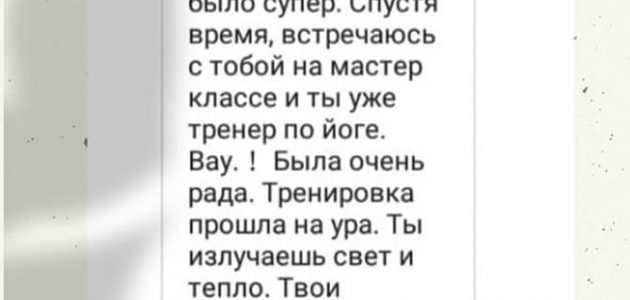 было супер. Спустя
время, встречаюсь
с тобой на мастер
классе и ты уже
тренер по йоге.
Вау. !  Была очень
рада. Тренировка
прошла на ура. Ты
излучаешь свет и
тепло. Твои